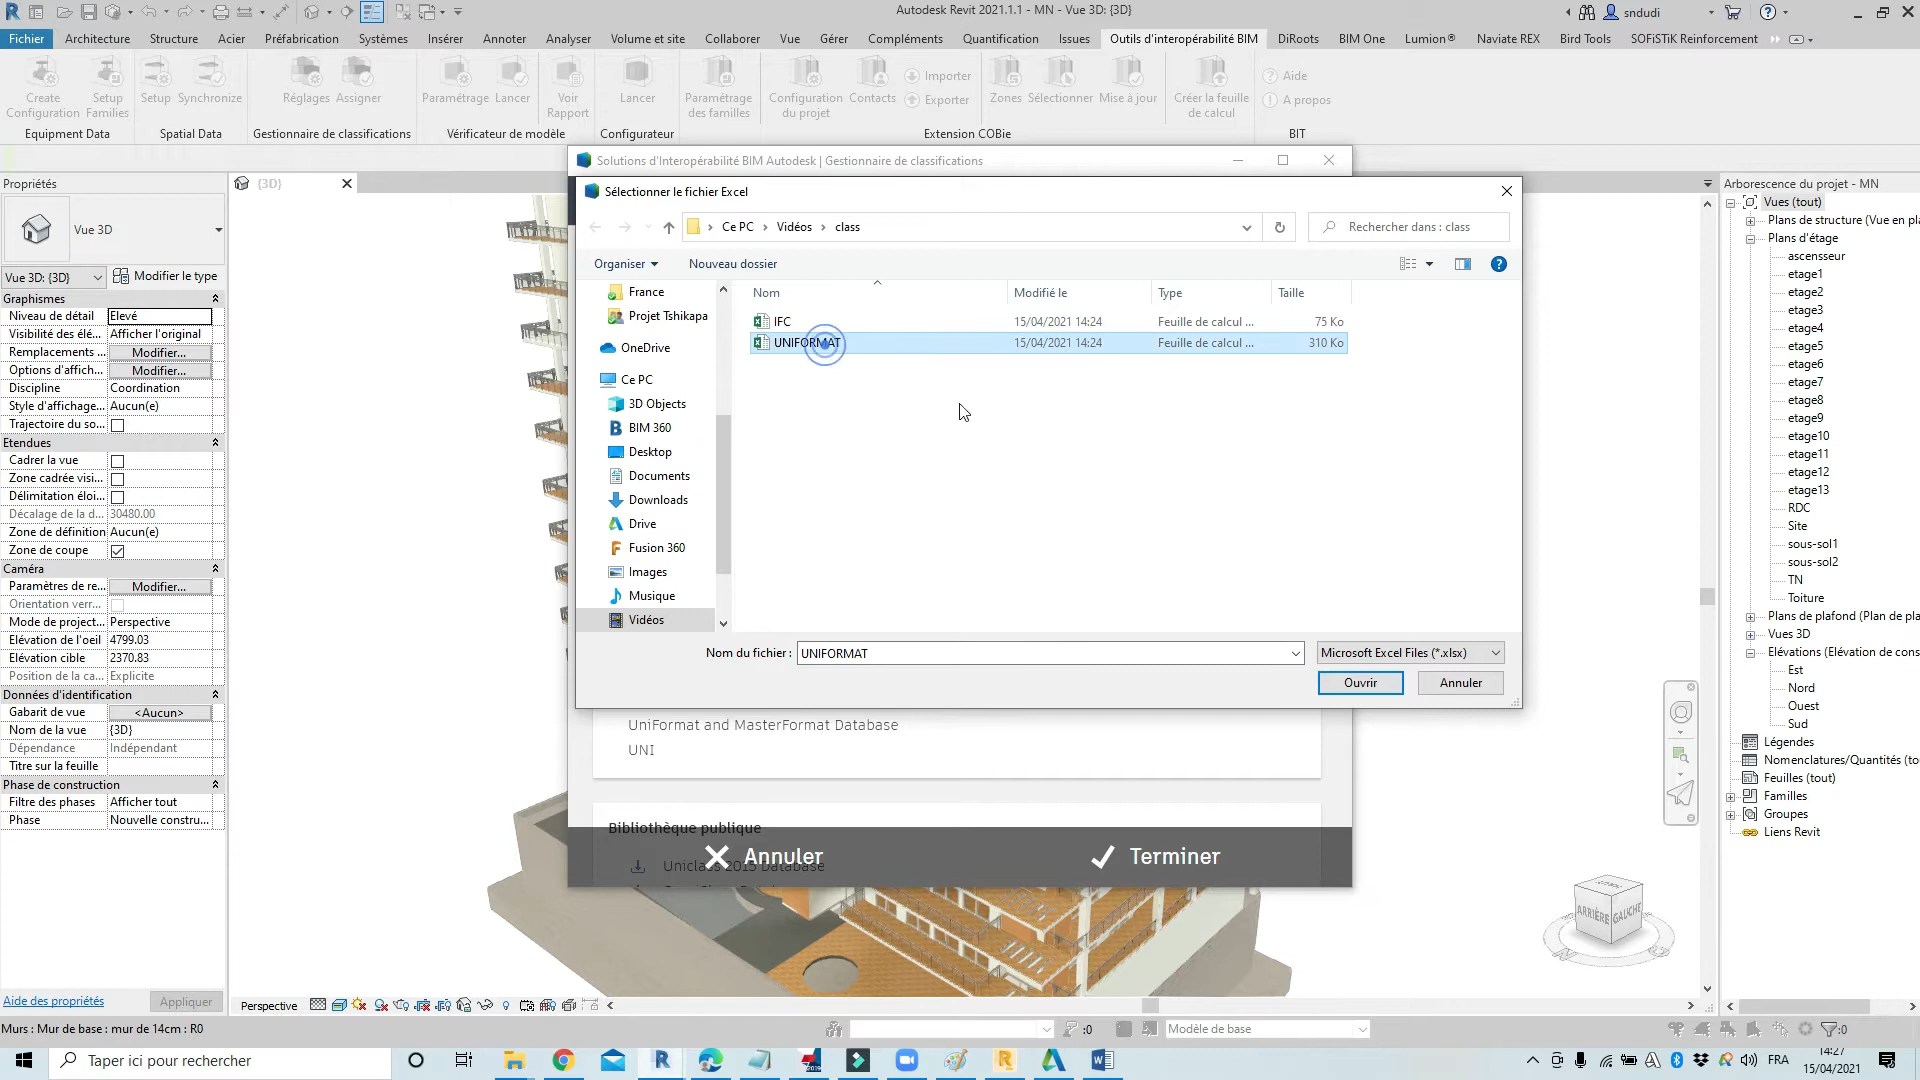 Autodesk Revit 2021.1.1 - MN - Vue 3D: {3D}
sndudi
Fichier Architecture Structure Acier Préfabrication Systèmes Insérer Annoter Analyser Volume et site Collaborer Vue Gérer Compléments Quantification Issues Outils d'interopérabilité BIM DiRoots BIM One Lumion® Naviate REX Bird Tools SOFiSTiK Reinforcement
Create Configuration Setup Families Setup Synchronize Réglages Assigner Paramétrage Lancer Voir Rapport Lancer Paramétrage des familles Configuration du projet Contacts Importer Exporter Zones Sélectionner Mise à jour Créer la feuille de calcul Aide A propos
Equipment Data Spatial Data Gestionnaire de classifications Vérificateur de modèle Configurateur Extension COBie BIT
Propriétés
Vue 3D
Vue 3D: {3D} Modifier le type
Graphismes
Niveau de détail Elevé
Visibilité des élé... Afficher l'original
Remplacements ... Modifier...
Options d'affich... Modifier...
Discipline Coordination
Style d'affichage... Aucun(e)
Trajectoire du so...
Etendues
Cadrer la vue
Zone cadrée visi...
Délimitation éloi...
Décalage de la d... 30480.00
Zone de définition Aucun(e)
Zone de coupe
Caméra
Paramètres de re... Modifier...
Orientation verr...
Mode de project... Perspective
Elévation de l'oeil 4799.03
Elévation cible 2370.83
Position de la ca... Explicite
Données d'identification
Gabarit de vue <Aucun>
Nom de la vue {3D}
Dépendance Indépendant
Titre sur la feuille
Phase de construction
Filtre des phases Afficher tout
Phase Nouvelle constru...
Aide des propriétés Appliquer
{3D}
Solutions d'Interopérabilité BIM Autodesk | Gestionnaire de classifications
Sélectionner le fichier Excel
Ce PC Vidéos class
Rechercher dans : class
Organiser Nouveau dossier
France
Projet Tshikapa
OneDrive
Ce PC
3D Objects
BIM 360
Desktop
Documents
Downloads
Drive
Fusion 360
Images
Musique
Vidéos
Nom Modifié le Type Taille
IFC 15/04/2021 14:24 Feuille de calcul ... 75 Ko
UNIFORMAT 15/04/2021 14:24 Feuille de calcul ... 310 Ko
Nom du fichier : UNIFORMAT Microsoft Excel Files (*.xlsx)
Ouvrir Annuler
UniFormat and MasterFormat Database
UNI
Bibliothèque publique
Uniclass 2015 Database
Annuler Terminer
Arborescence du projet - MN
Vues (tout)
Plans de structure (Vue en pla
Plans d'étage
ascensseur
etage1
etage2
etage3
etage4
etage5
etage6
etage7
etage8
etage9
etage10
etage11
etage12
etage13
RDC
Site
sous-sol1
sous-sol2
TN
Toiture
Plans de plafond (Plan de pla
Vues 3D
Elévations (Elévation de cons
Est
Nord
Ouest
Sud
Légendes
Nomenclatures/Quantités (to
Feuilles (tout)
Familles
Groupes
Liens Revit
ARRIÈRE GAUCHE
Perspective
Murs : Mur de base : mur de 14cm : R0
:0
Modèle de base
:0
Taper ici pour rechercher
FRA
14:27
15/04/2021